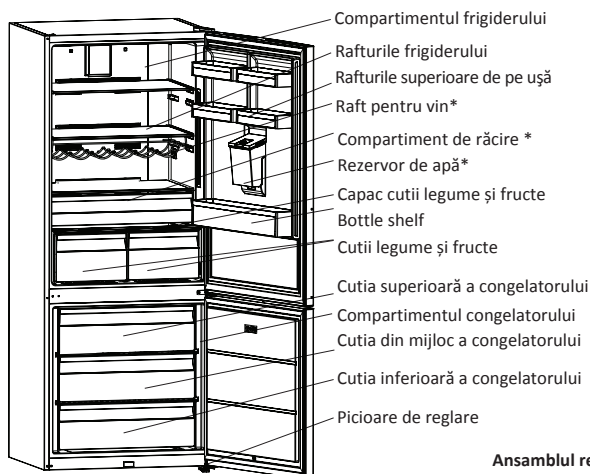 Compartimentul frigiderului
Rafturile frigiderului
Rafturile superioare de pe ușă
Raft pentru vin*
Compartiment de răcire *
Rezervor de apă*
Capac cutii legume și fructe
Bottle shelf
Cutii legume și fructe
Cutia superioară a congelatorului
Compartimentul congelatorului
Cutia din mijloc a congelatorului
Cutia inferioară a congelatorului
Picioare de reglare
Ansamblul